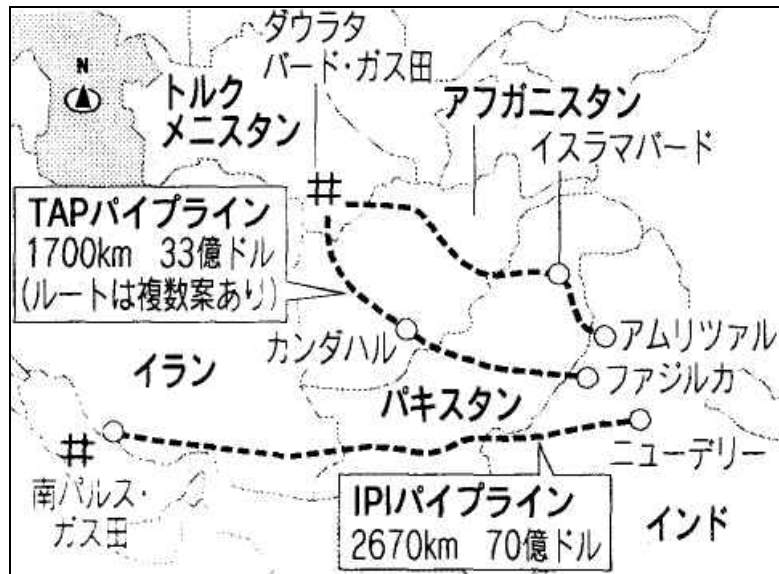 ダウラタ
バード・ガス田
N
トルク
メニスタン
アフガニスタン
イスラマバード
TAPパイプライン
1700km 33億ドル
(ルートは複数案あり)
カンダハル
アムリツァル
ファジルカ
イラン
パキスタン
ニューデリー
南パルス・
ガス田
IPIパイプライン
2670km 70億ドル
インド